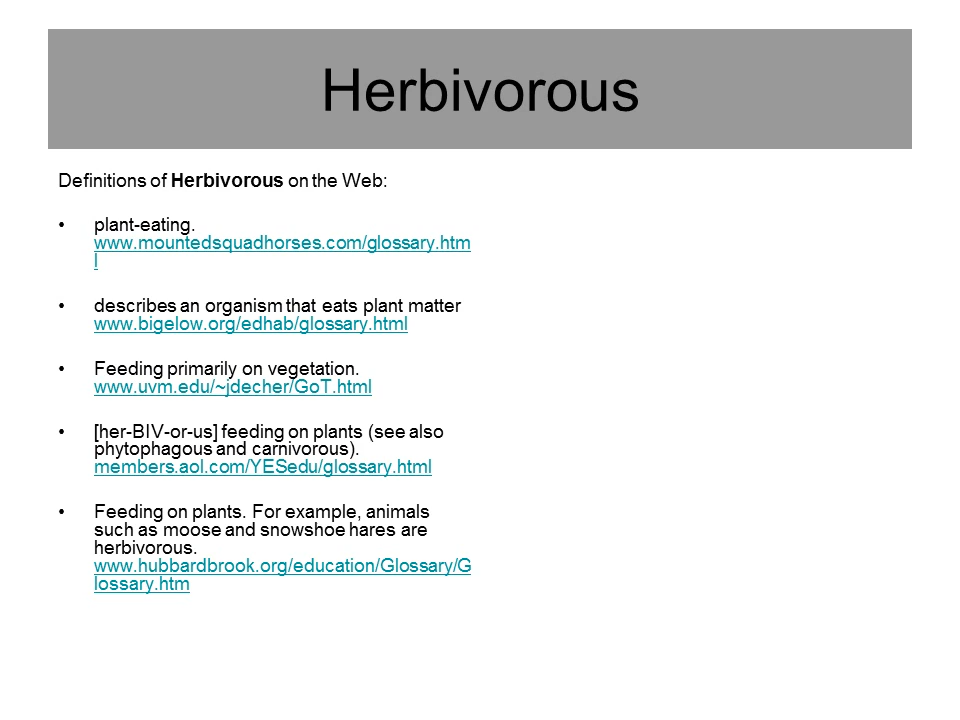 Herbivorous
Definitions of Herbivorous on the Web:
• plant-eating.
www.mountedsquadhorses.com/glossary.htm
l
• describes an organism that eats plant matter
www.bigelow.org/edhab/glossary.html
• Feeding primarily on vegetation.
www.uvm.edu/~jdecher/GoT.html
• [her-BIV-or-us] feeding on plants (see also
phytophagous and carnivorous).
members.aol.com/YESedu/glossary.html
• Feeding on plants. For example, animals
such as moose and snowshoe hares are
herbivorous.
www.hubbardbrook.org/education/Glossary/G
lossary.htm